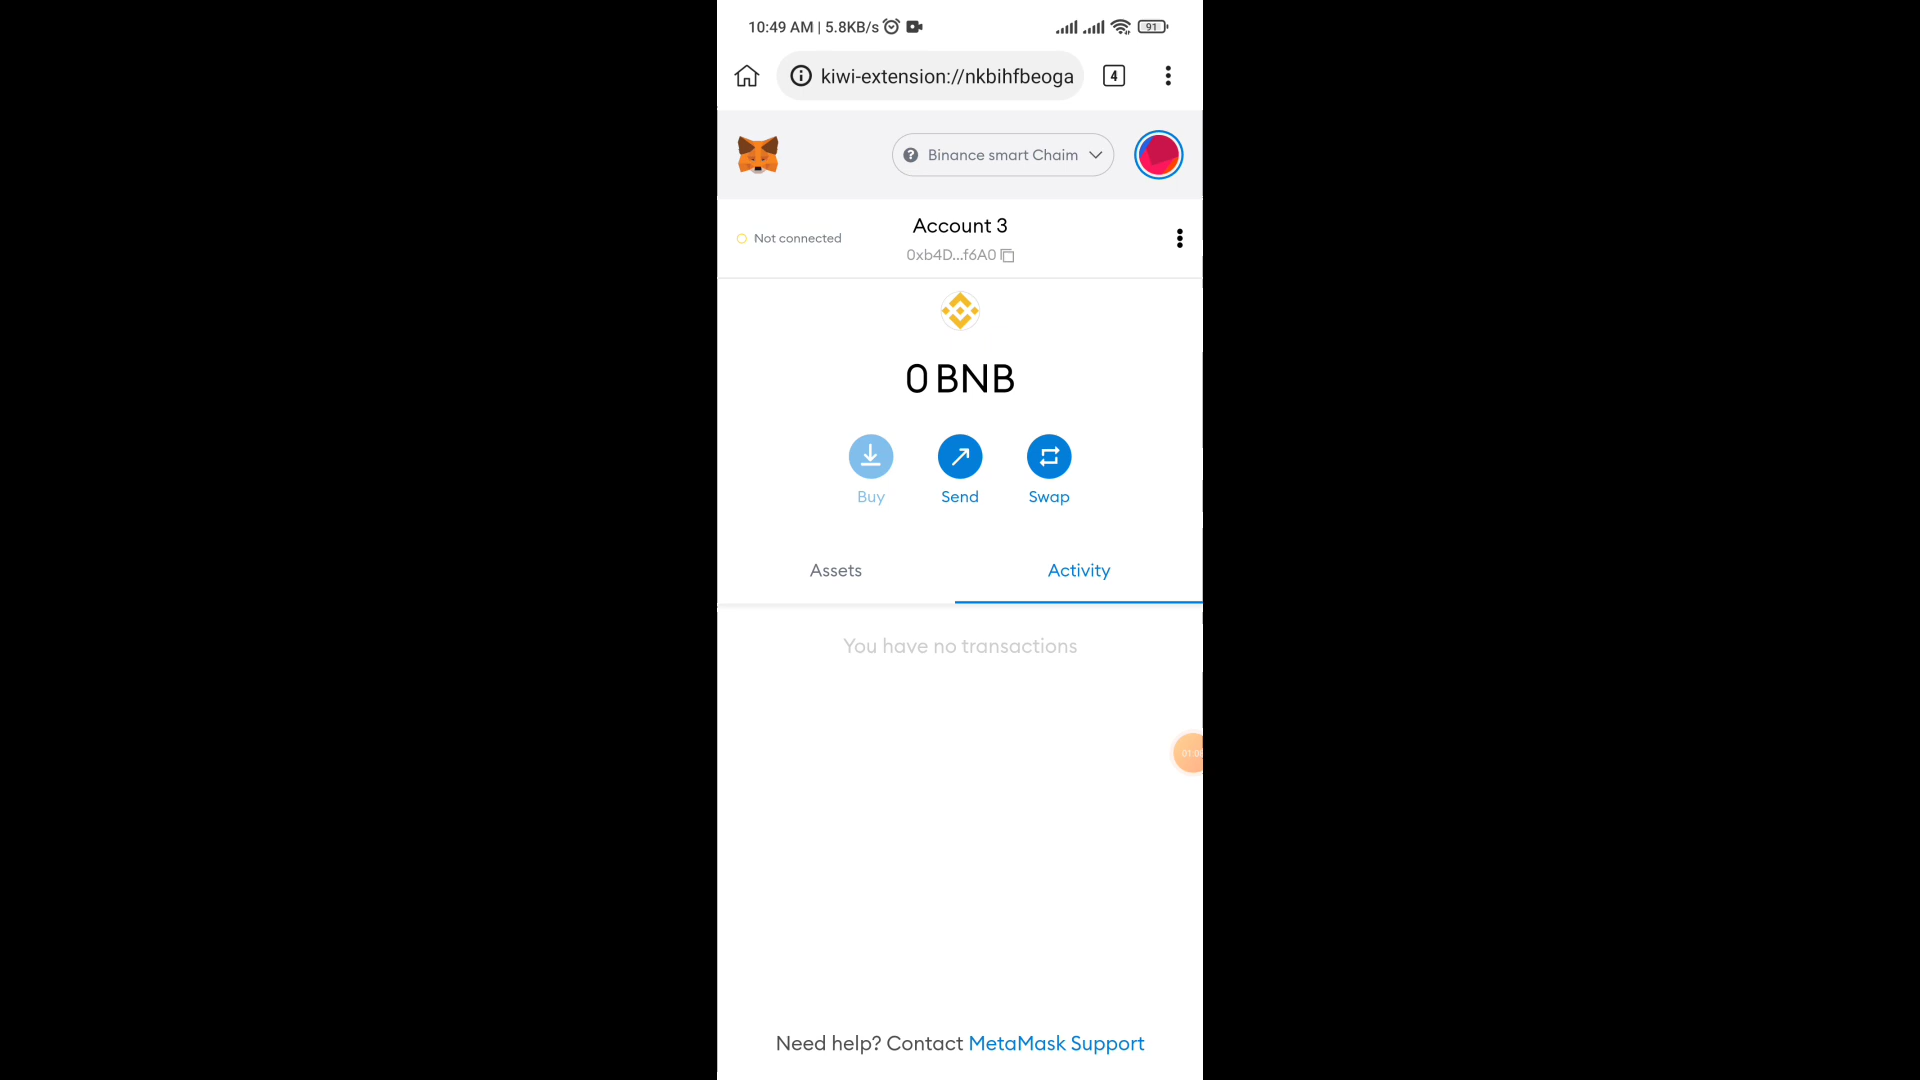 10:49 AM | 5.8KB/s
91
kiwi-extension://nkbihfbeoga
4
Binance smart Chaim
Not connected
Account 3
0xb4D...f6A0
0 BNB
Buy
Send
Swap
Assets
Activity
You have no transactions
Need help? Contact MetaMask Support